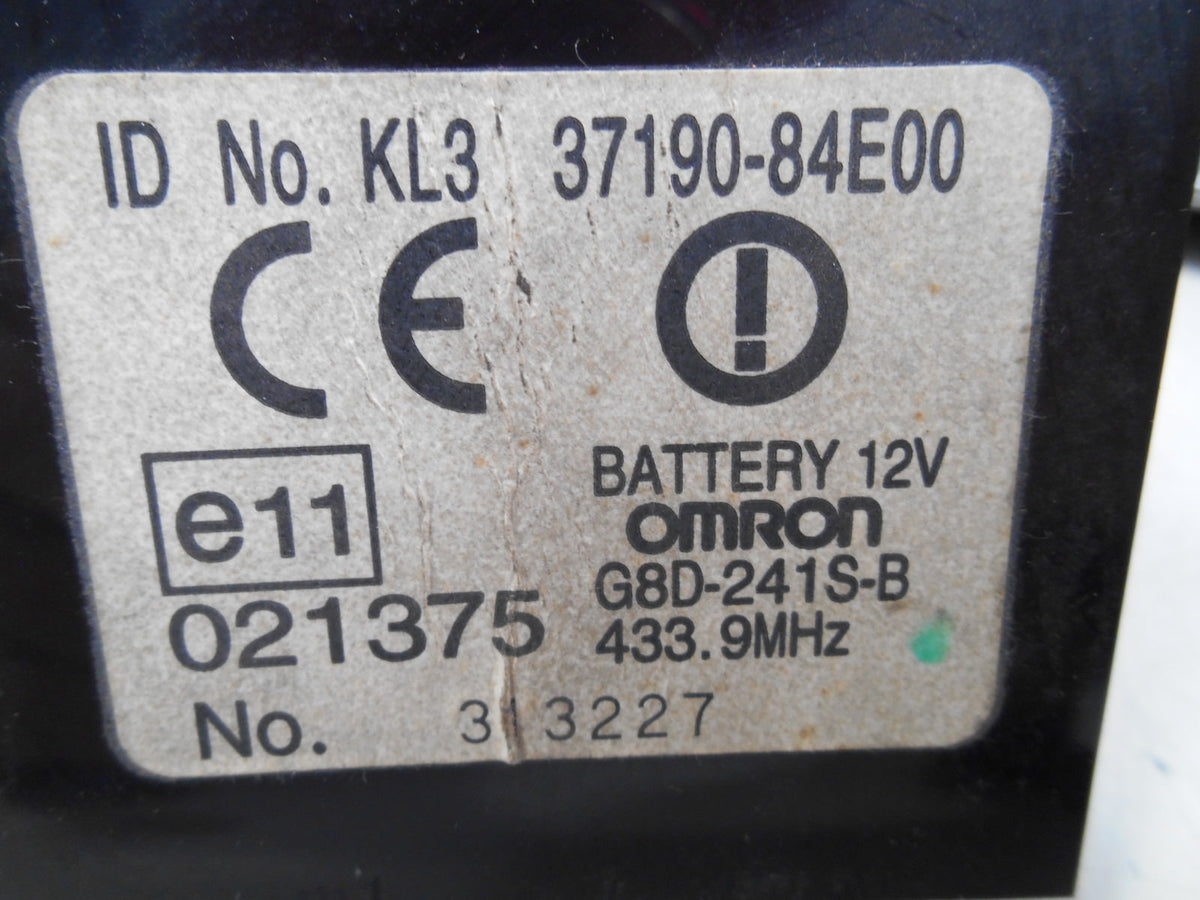 ID No. KL3 37190-84E00
CE
e11
021375
BATTERY 12V
OMRON
G8D-241S-B
433.9MHz
No. 313227